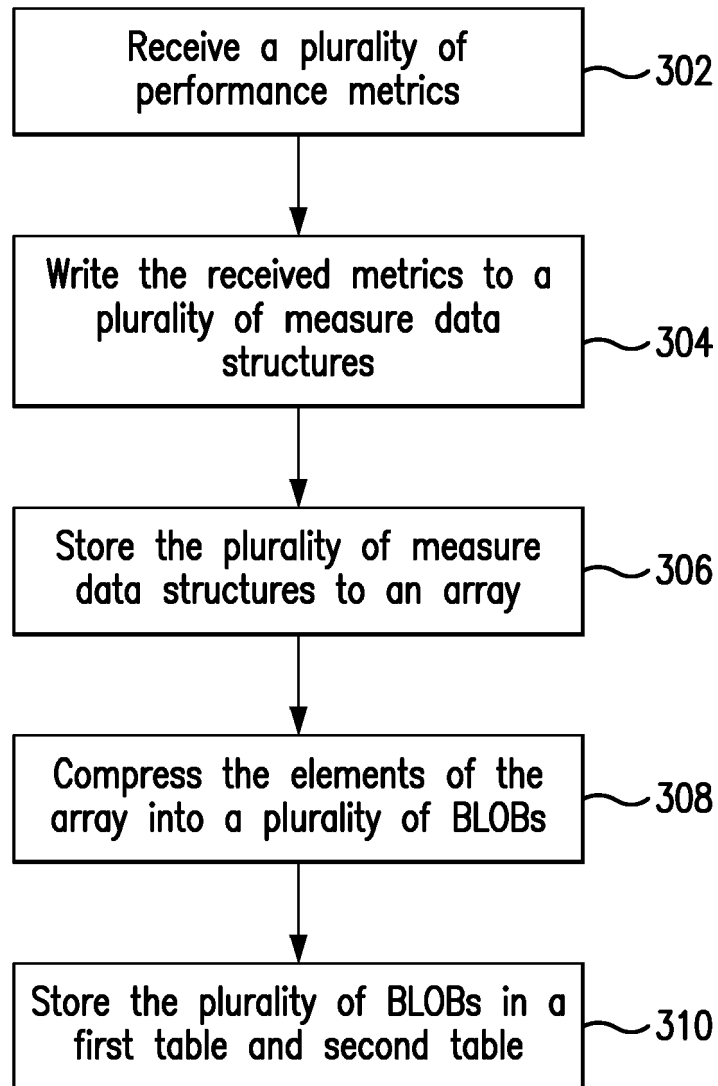 Receive a plurality of
performance metrics
302
Write the received metrics to a
plurality of measure data
structures
304
Store the plurality of measure
data structures to an array
306
Compress the elements of the
array into a plurality of BLOBs
308
Store the plurality of BLOBs in a
first table and second table
310